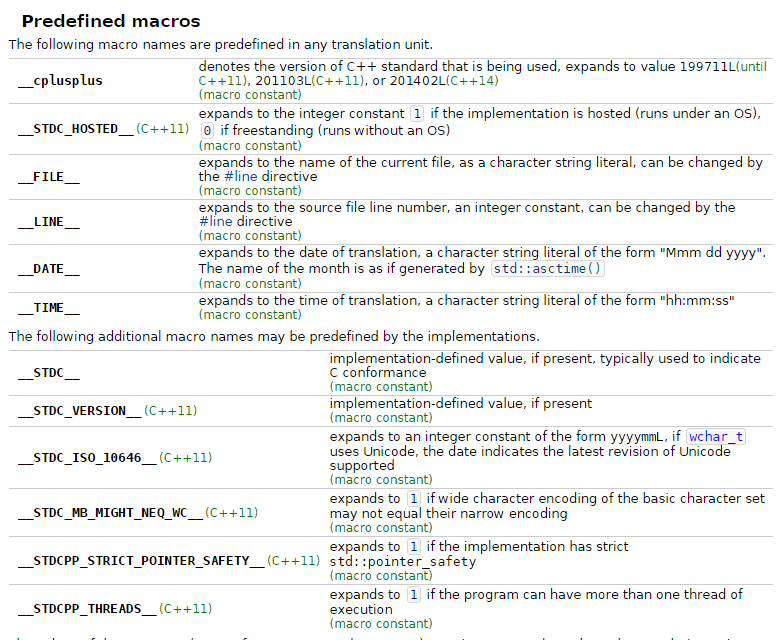 Predefined macros
The following macro names are predefined in any translation unit.
__cplusplus
denotes the version of C++ standard that is being used, expands to value 199711L(until
C++11), 201103L(C++11), or 201402L(C++14)
(macro constant)
__STDC_HOSTED__(C++11)
expands to the integer constant 1 if the implementation is hosted (runs under an OS),
0 if freestanding (runs without an OS)
(macro constant)
__FILE__
expands to the name of the current file, as a character string literal, can be changed by
the #line directive
(macro constant)
__LINE__
expands to the source file line number, an integer constant, can be changed by the
#line directive
(macro constant)
__DATE__
expands to the date of translation, a character string literal of the form "Mmm dd yyyy".
The name of the month is as if generated by std::asctime()
(macro constant)
__TIME__
expands to the time of translation, a character string literal of the form "hh:mm:ss"
(macro constant)
The following additional macro names may be predefined by the implementations.
__STDC__
implementation-defined value, if present, typically used to indicate
C conformance
(macro constant)
__STDC_VERSION__(C++11)
implementation-defined value, if present
(macro constant)
__STDC_ISO_10646__(C++11)
expands to an integer constant of the form yyyymmL, if wchar_t
uses Unicode, the date indicates the latest revision of Unicode
supported
(macro constant)
__STDC_MB_MIGHT_NEQ_WC__(C++11)
expands to 1 if wide character encoding of the basic character set
may not equal their narrow encoding
(macro constant)
__STDCPP_STRICT_POINTER_SAFETY__(C++11)
expands to 1 if the implementation has strict
std::pointer_safety
(macro constant)
__STDCPP_THREADS__(C++11)
expands to 1 if the program can have more than one thread of
execution
(macro constant)